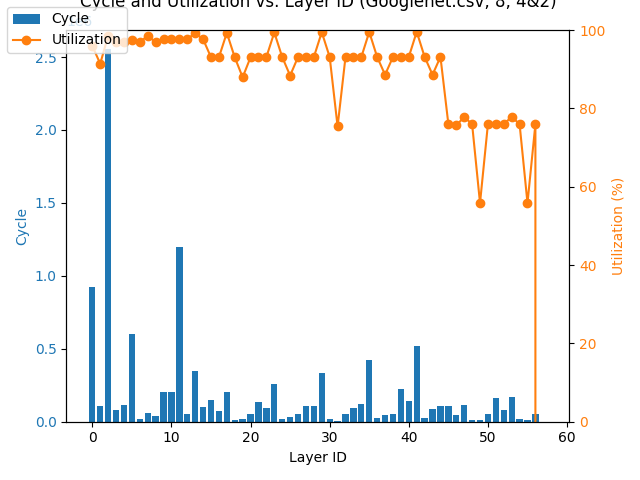 Cycle and Utilization vs. Layer ID (Googlenet.csv, 8, 4&2)
Cycle
Utilization
100
2.5
80
2.0
60
1.5
40
1.0
20
0.5
0
0.0
0 10 20 30 40 50 60
Layer ID
Cycle
Utilization (%)